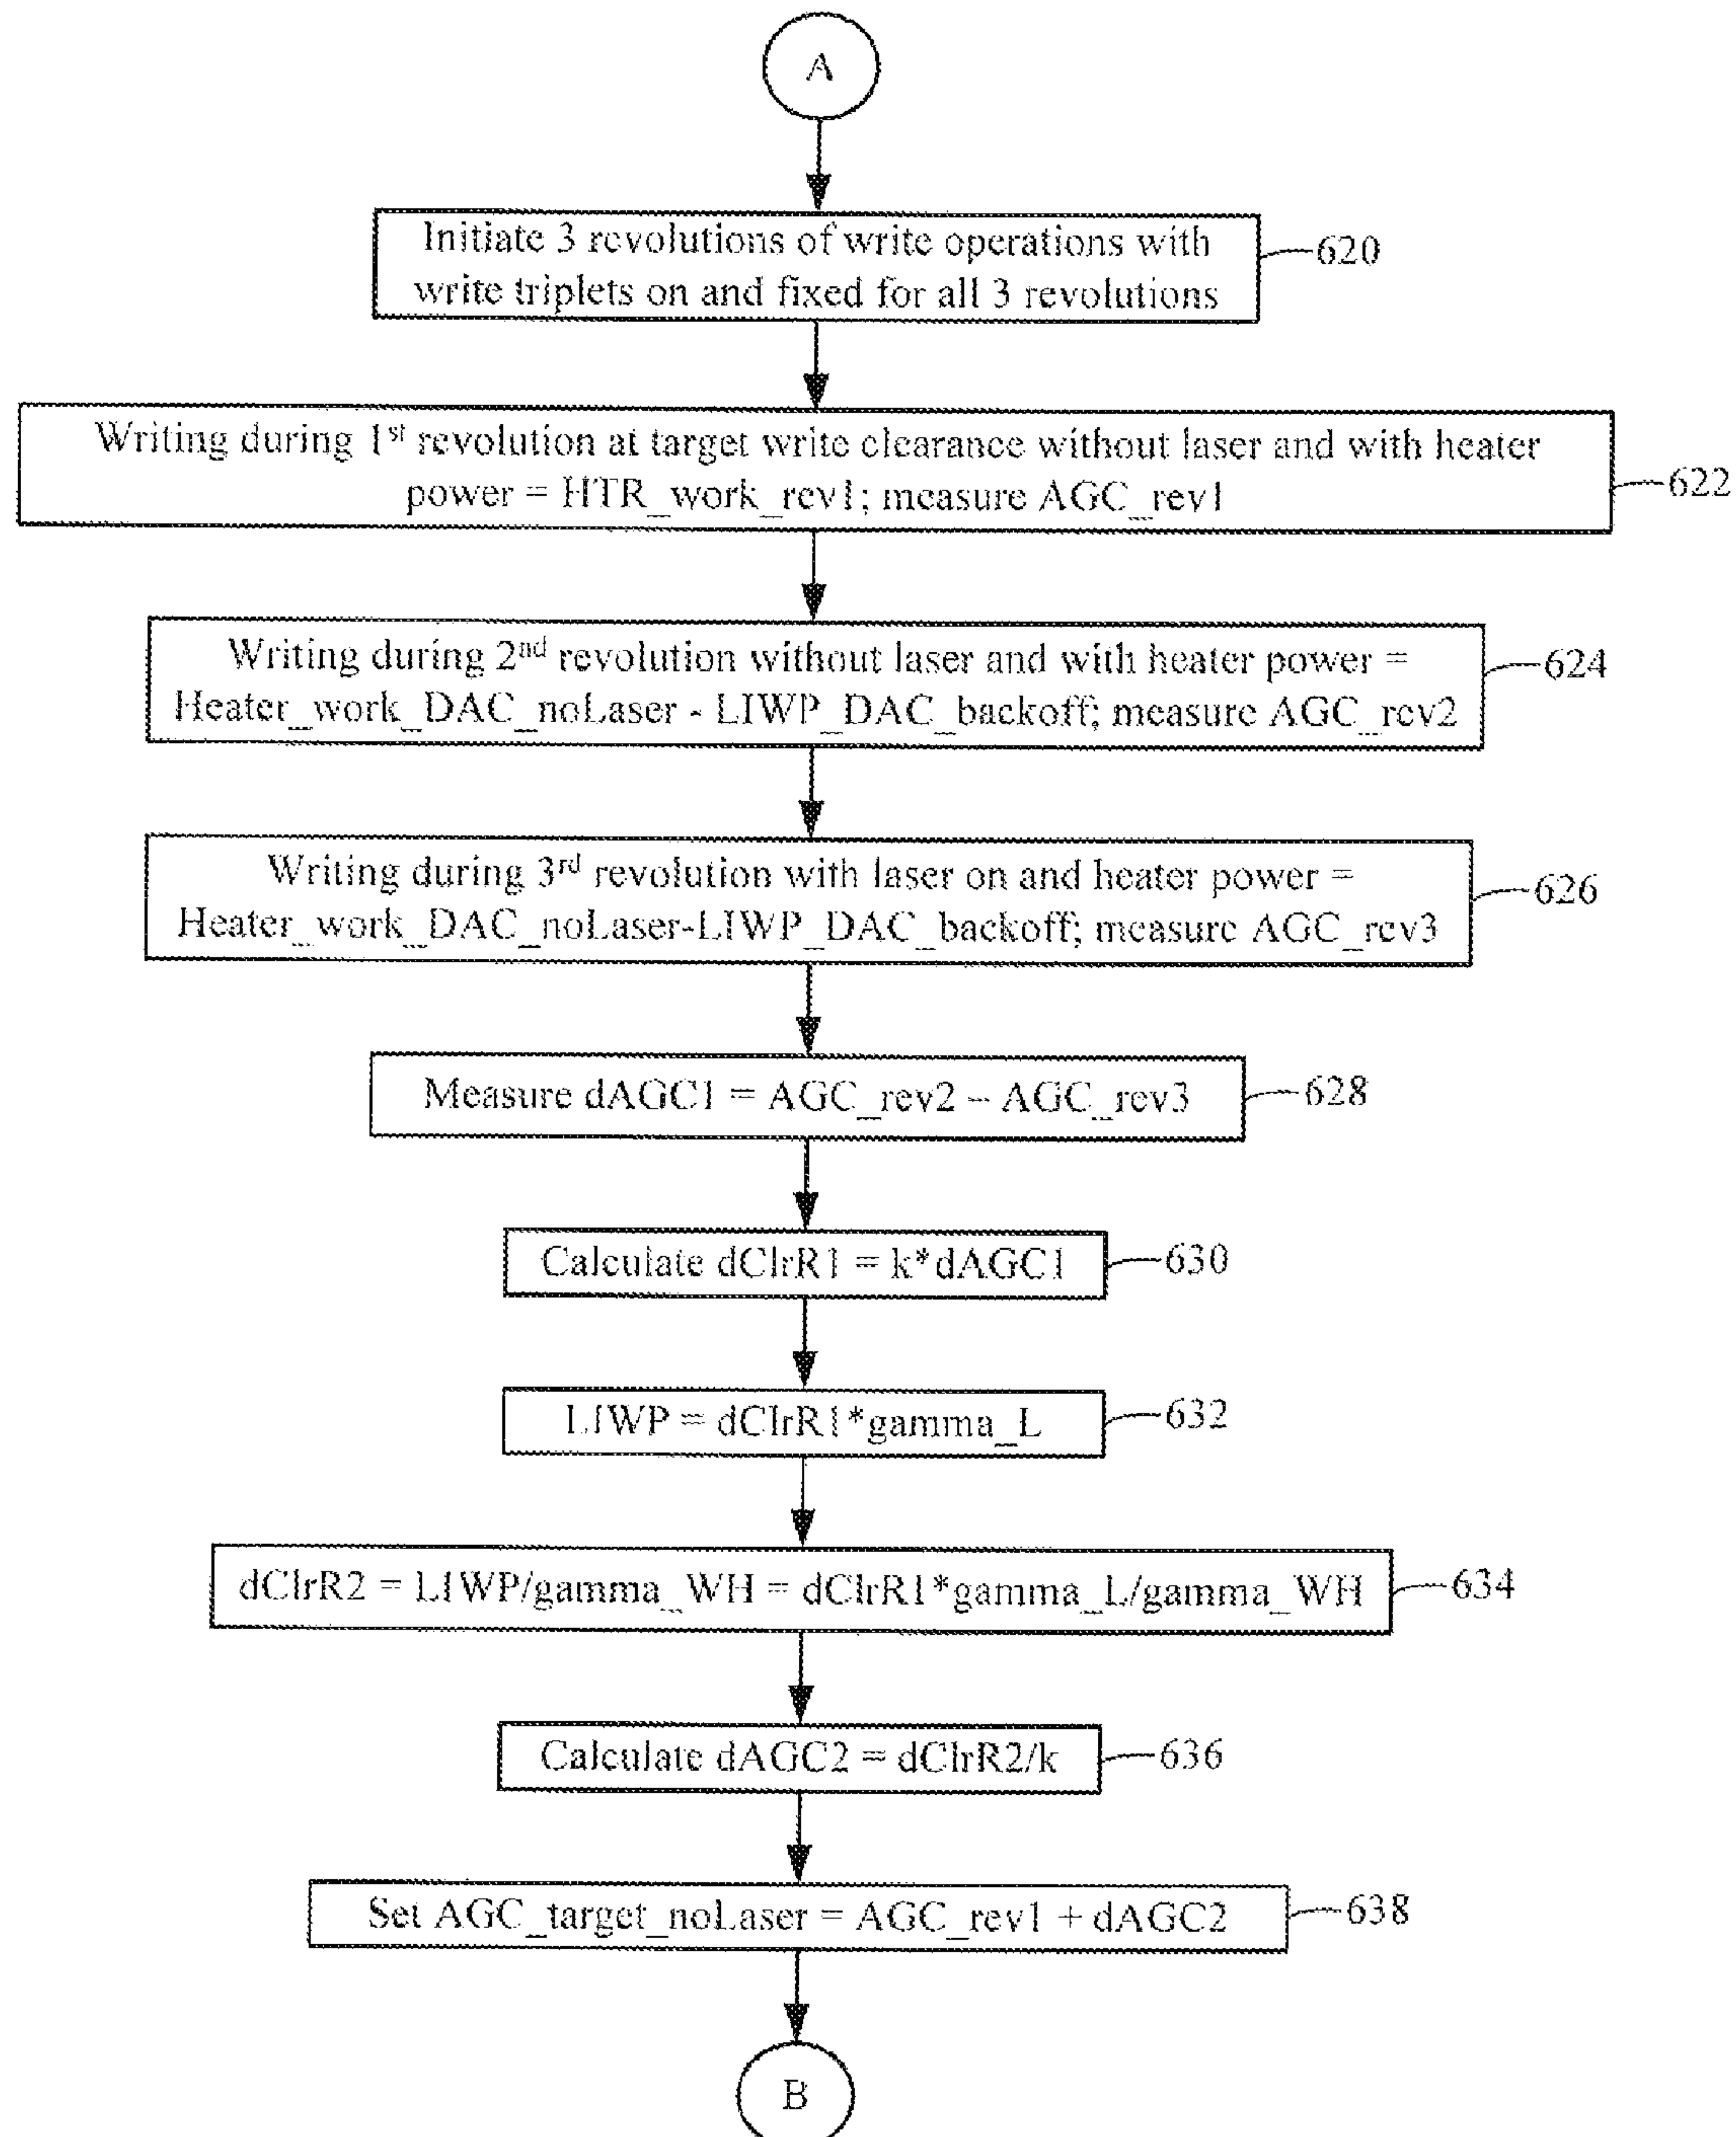 A
Initiate 3 revolutions of write operations with
write triplets on and fixed for all 3 revolutions
620
Writing during 1st revolution at target write clearance without laser and with heater
power = HTR_work_rev1; measure AGC_rev1
622
Writing during 2nd revolution without laser and with heater power =
Heater_work_DAC_noLaser - LIWP_DAC_backoff; measure AGC_rev2
624
Writing during 3rd revolution with laser on and heater power =
Heater_work_DAC_noLaser-LIWP_DAC_backoff; measure AGC_rev3
626
Measure dAGC1 = AGC_rev2 – AGC_rev3
628
Calculate dClrR1 = k*dAGC1
630
LIWP = dClrR1*gamma_L
632
dClrR2 = LIWP/gamma_WH = dClrR1*gamma_L/gamma_WH
634
Calculate dAGC2 = dClrR2/k
636
Set AGC_target_noLaser = AGC_rev1 + dAGC2
638
B